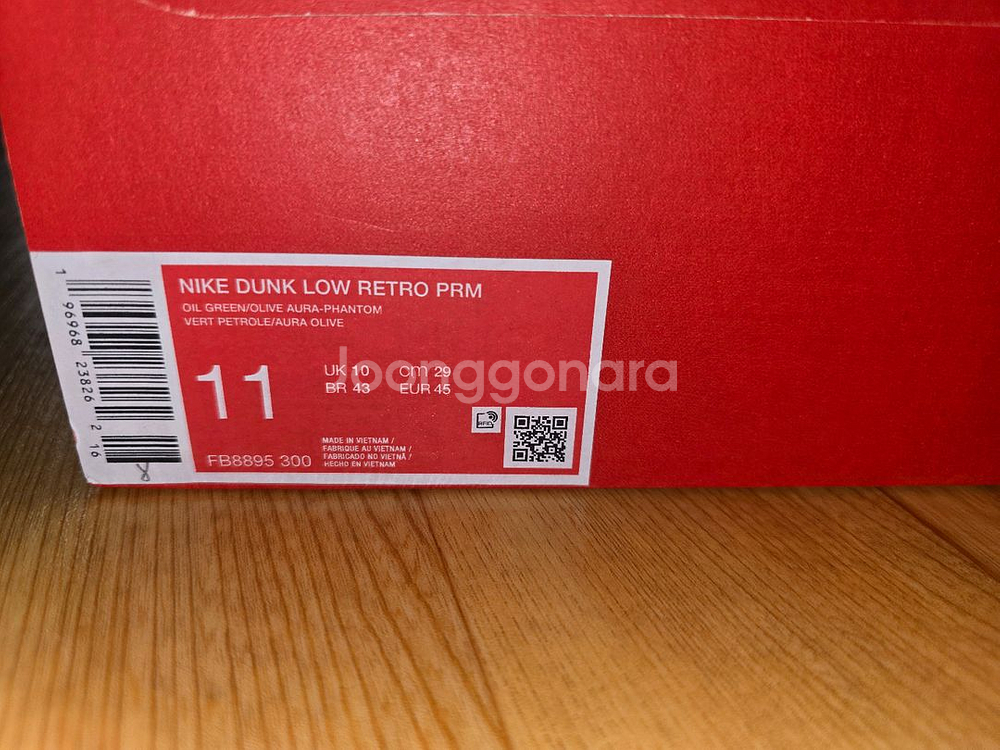 NIKE DUNK LOW RETRO PRM
OIL GREEN/OLIVE AURA-PHANTOM
VERT PETROLE/AURA OLIVE
11
UK 10 cm 29
BR 43 EUR 45
joonggonara
RFID
MADE IN VIETNAM /
FABRIQUE AU VIETNAM /
FABRICADO NO VIETNÃ /
HECHO EN VIETNAM
FB8895 300
1 96968 23826 2 16